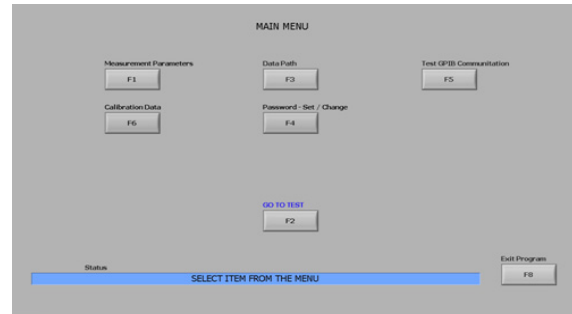 MAIN MENU
Measurement Parameters
F1
Data Path
F3
Test GPIB Communitation
F5
Calibration Data
F6
Password - Set / Change
F4
GO TO TEST
F2
Exit Program
F8
Status
SELECT ITEM FROM THE MENU